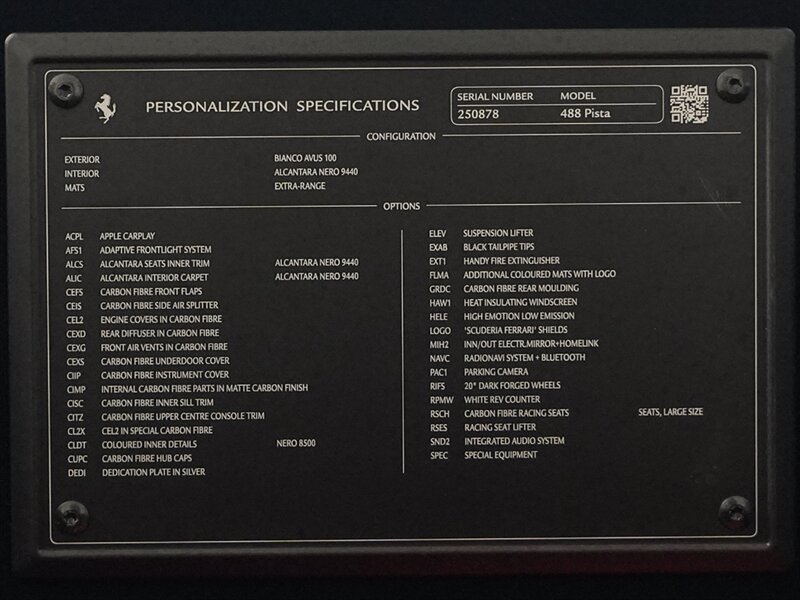 PERSONALIZATION SPECIFICATIONS
SERIAL NUMBER MODEL
250878 488 Pista
CONFIGURATION
EXTERIOR BIANCO AVUS 100
INTERIOR ALCANTARA NERO 9440
MATS EXTRA-RANGE
OPTIONS
ACPL APPLE CARPLAY
AFS1 ADAPTIVE FRONTLIGHT SYSTEM
ALCS ALCANTARA SEATS INNER TRIM ALCANTARA NERO 9440
ALIC ALCANTARA INTERIOR CARPET ALCANTARA NERO 9440
CEFS CARBON FIBRE FRONT FLAPS
CEIS CARBON FIBRE SIDE AIR SPLITTER
CEL2 ENGINE COVERS IN CARBON FIBRE
CEXD REAR DIFFUSER IN CARBON FIBRE
CEXG FRONT AIR VENTS IN CARBON FIBRE
CEXS CARBON FIBRE UNDERDOOR COVER
CIIP CARBON FIBRE INSTRUMENT COVER
CIMP INTERNAL CARBON FIBRE PARTS IN MATTE CARBON FINISH
CISC CARBON FIBRE INNER SILL TRIM
CITZ CARBON FIBRE UPPER CENTRE CONSOLE TRIM
CL2X CEL2 IN SPECIAL CARBON FIBRE
CLDT COLOURED INNER DETAILS NERO 8500
CUPC CARBON FIBRE HUB CAPS
DEDI DEDICATION PLATE IN SILVER
ELEV SUSPENSION LIFTER
EXAB BLACK TAILPIPE TIPS
EXT1 HANDY FIRE EXTINGUISHER
FLMA ADDITIONAL COLOURED MATS WITH LOGO
GRDC CARBON FIBRE REAR MOULDING
HAW1 HEAT INSULATING WINDSCREEN
HELE HIGH EMOTION LOW EMISSION
LOGO 'SCUDERIA FERRARI' SHIELDS
MIH2 INN/OUT ELECTR.MIRROR+HOMELINK
NAVC RADIONAVI SYSTEM + BLUETOOTH
PAC1 PARKING CAMERA
RIFS 20" DARK FORGED WHEELS
RPMW WHITE REV COUNTER
RSCH CARBON FIBRE RACING SEATS SEATS, LARGE SIZE
RSES RACING SEAT LIFTER
SND2 INTEGRATED AUDIO SYSTEM
SPEC SPECIAL EQUIPMENT